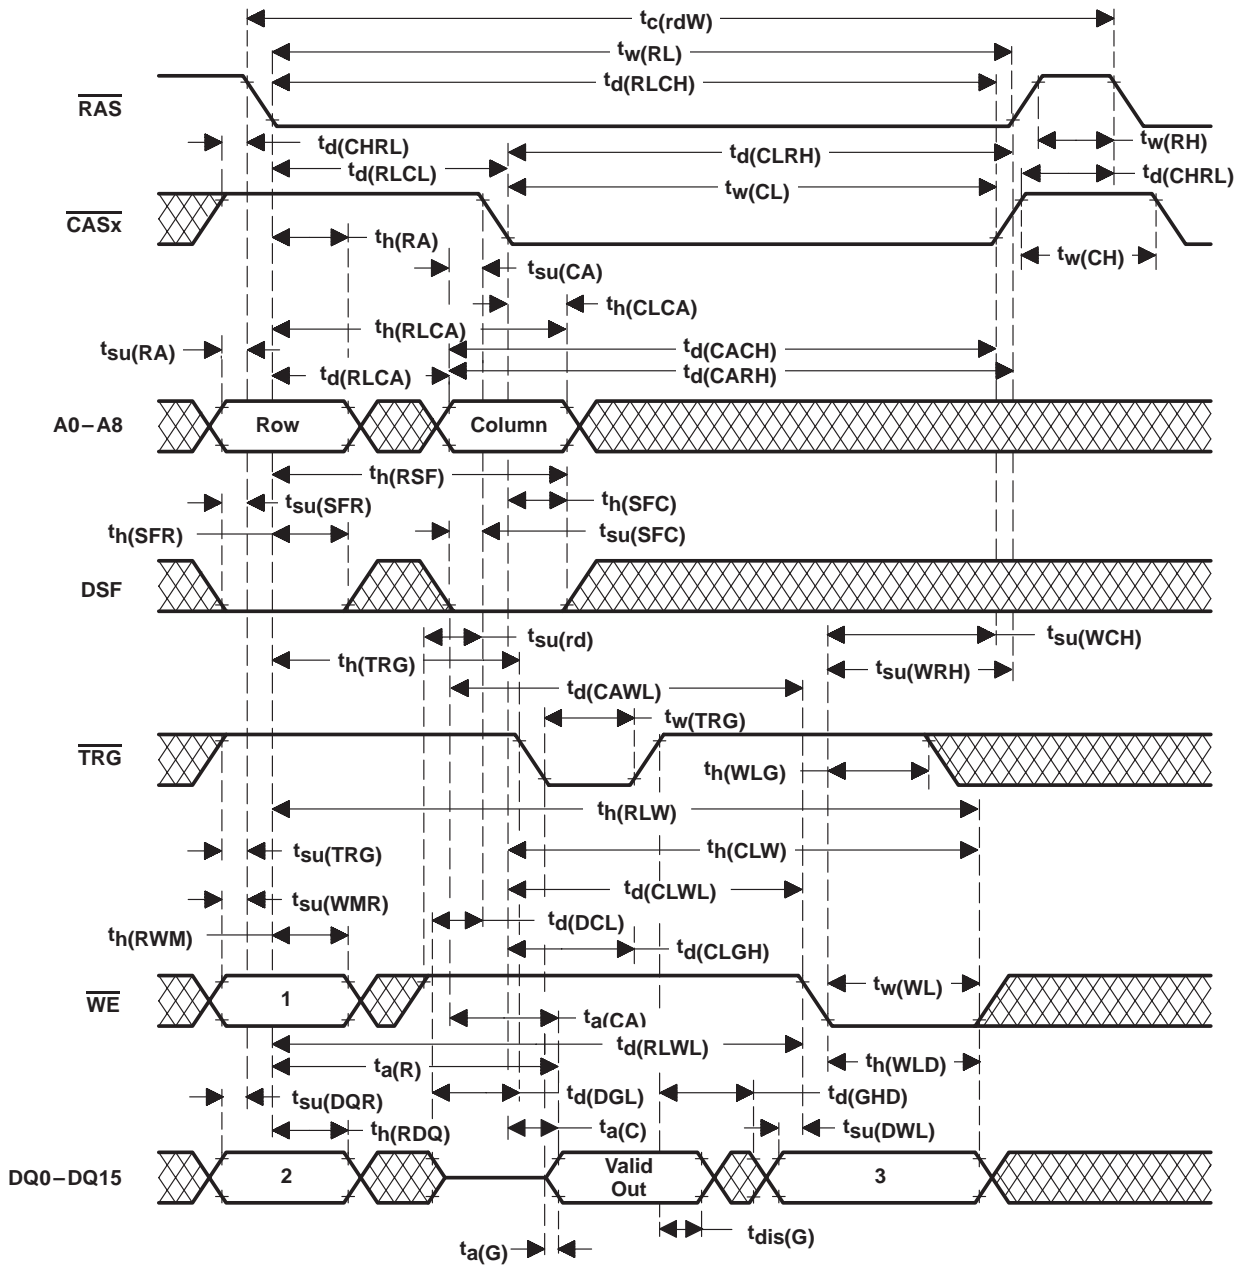 tc(rdW)
tw(RL)
td(RLCH)
RAS
td(CHRL)
tw(RH)
td(RLCL)
td(CLRH)
td(CHRL)
tw(CL)
CASx
th(RA)
tw(CH)
tsu(CA)
th(CLCA)
th(RLCA)
tsu(RA)
td(CACH)
td(RLCA)
td(CARH)
A0–A8
Row
Column
th(RSF)
tsu(SFR)
th(SFC)
th(SFR)
tsu(SFC)
DSF
tsu(rd)
tsu(WCH)
th(TRG)
tsu(WRH)
td(CAWL)
tw(TRG)
TRG
th(WLG)
th(RLW)
tsu(TRG)
th(CLW)
td(CLWL)
tsu(WMR)
td(DCL)
th(RWM)
td(CLGH)
WE
1
tw(WL)
ta(CA)
td(RLWL)
ta(R)
th(WLD)
tsu(DQR)
td(DGL)
td(GHD)
th(RDQ)
ta(C)
tsu(DWL)
DQ0–DQ15
2
Valid
Out
3
ta(G)
tdis(G)